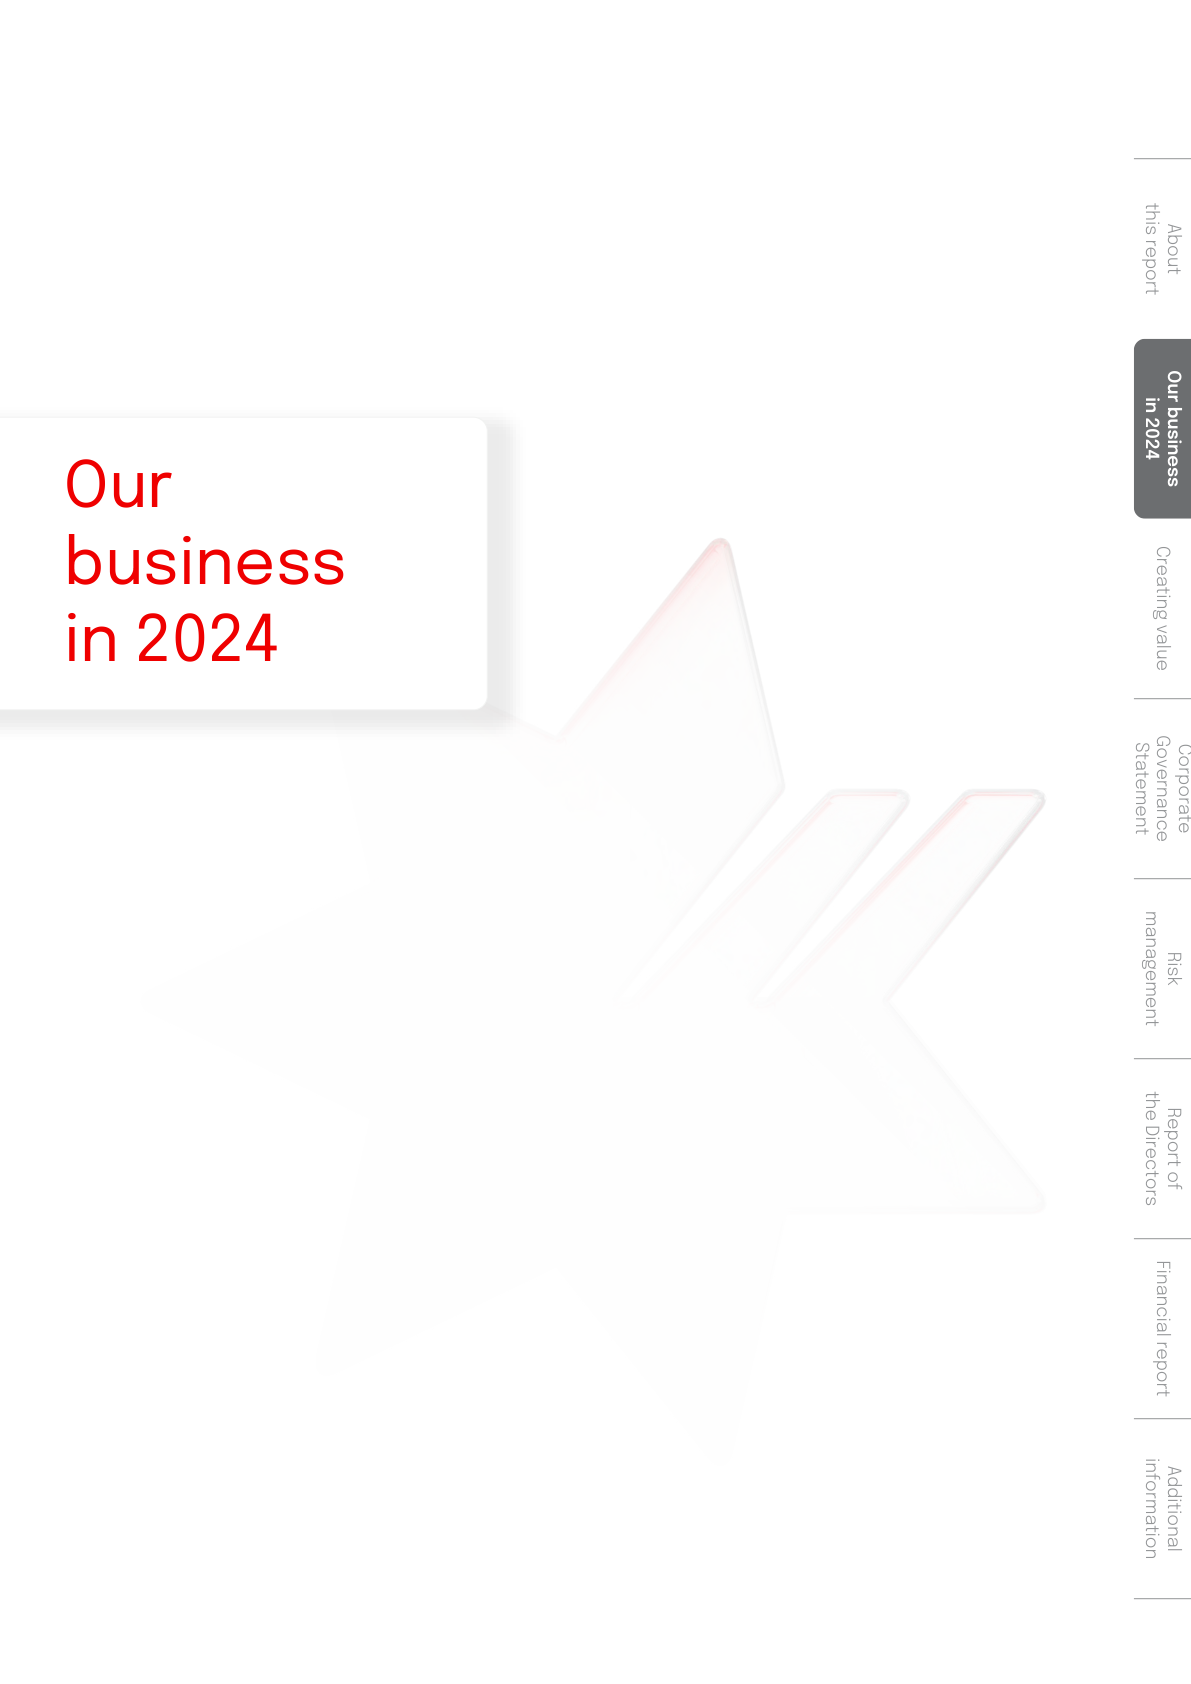 Our
business
in 2024
About
this report
Our business
in 2024
Creating value
Corporate
Governance
Statement
Risk
management
Report of
the Directors
Financial report
Additional
information